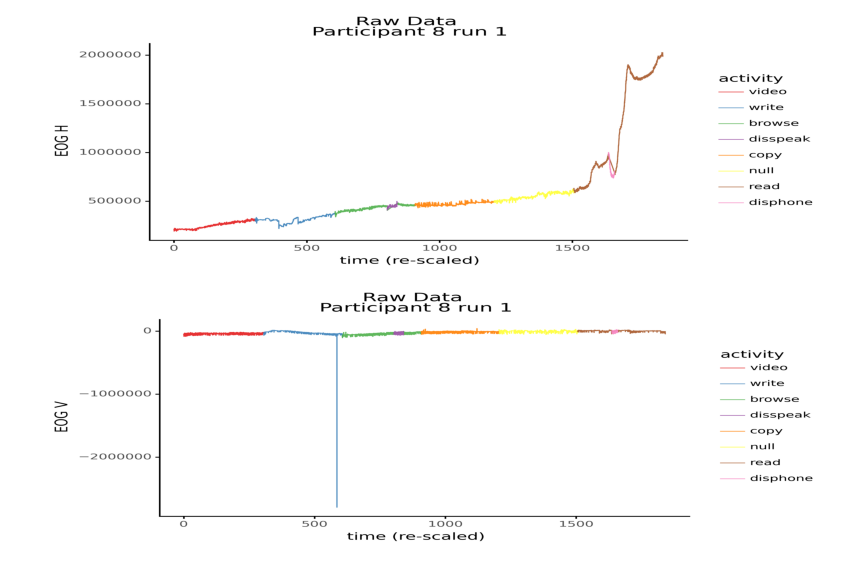 Raw Data
Participant 8 run 1
2000000
1500000
1000000
500000
EOG H
0
500
1000
1500
time (re-scaled)
activity
video
write
browse
disspeak
copy
null
read
disphone
Raw Data
Participant 8 run 1
0
−1000000
−2000000
EOG V
0
500
1000
1500
time (re-scaled)
activity
video
write
browse
disspeak
copy
null
read
disphone